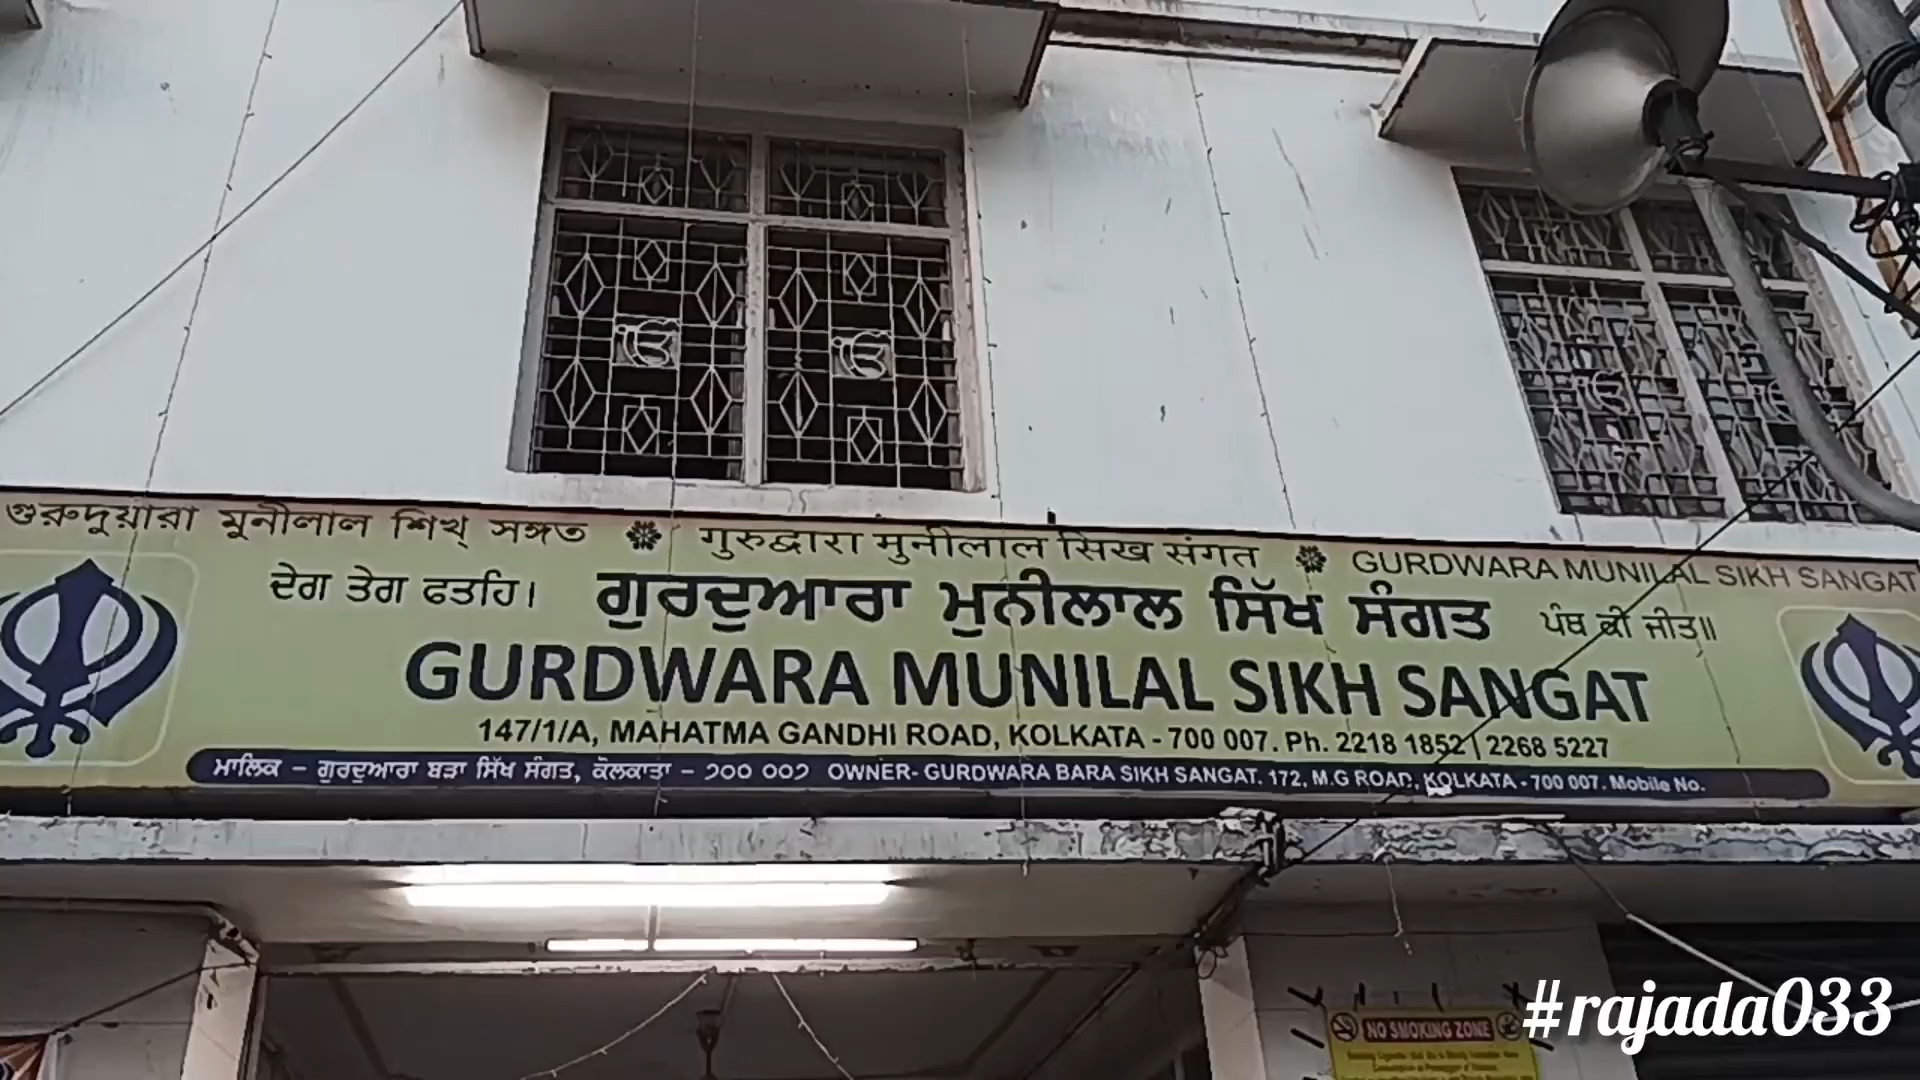 গুরুদুয়ারা মুনীলাল শিখ্ সঙ্গত ❋ गुरुद्वारा मुनीलाल सिख संगत ❋ GURDWARA MUNILAL SIKH SANGAT
ਦੇਗ ਤੇਗ ਫਤਹਿ। ਗੁਰਦੁਆਰਾ ਮੁਨੀਲਾਲ ਸਿੱਖ ਸੰਗਤ ਪੰਥ ਕੀ ਜੀਤ॥
GURDWARA MUNILAL SIKH SANGAT
147/1/A, MAHATMA GANDHI ROAD, KOLKATA - 700 007. Ph. 2218 1852 | 2268 5227
ਮਾਲਿਕ – ਗੁਰਦੁਆਰਾ ਬੜਾ ਸਿੱਖ ਸੰਗਤ, ਕੋਲਕਾਤਾ – ੭੦੦ ੦੦੭ OWNER- GURDWARA BARA SIKH SANGAT, 172, M.G ROAD, KOLKATA - 700 007. Mobile No.
NO SMOKING ZONE
#rajada033